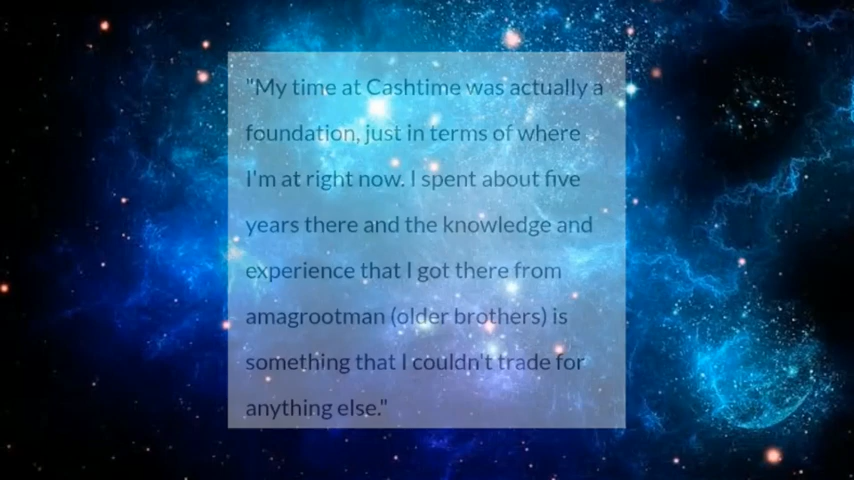 "My time at Cashtime was actually a
foundation, just in terms of where
I'm at right now. I spent about five
years there and the knowledge and
experience that I got there from
amagrootman (older brothers) is
something that I couldn't trade for
anything else."